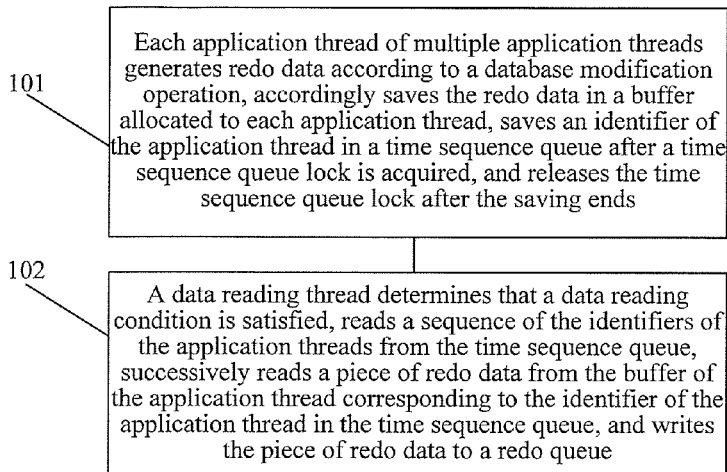 101
Each application thread of multiple application threads
generates redo data according to a database modification
operation, accordingly saves the redo data in a buffer
allocated to each application thread, saves an identifier of
the application thread in a time sequence queue after a time
sequence queue lock is acquired, and releases the time
sequence queue lock after the saving ends
102
A data reading thread determines that a data reading
condition is satisfied, reads a sequence of the identifiers of
the application threads from the time sequence queue,
successively reads a piece of redo data from the buffer of
the application thread corresponding to the identifier of the
application thread in the time sequence queue, and writes
the piece of redo data to a redo queue